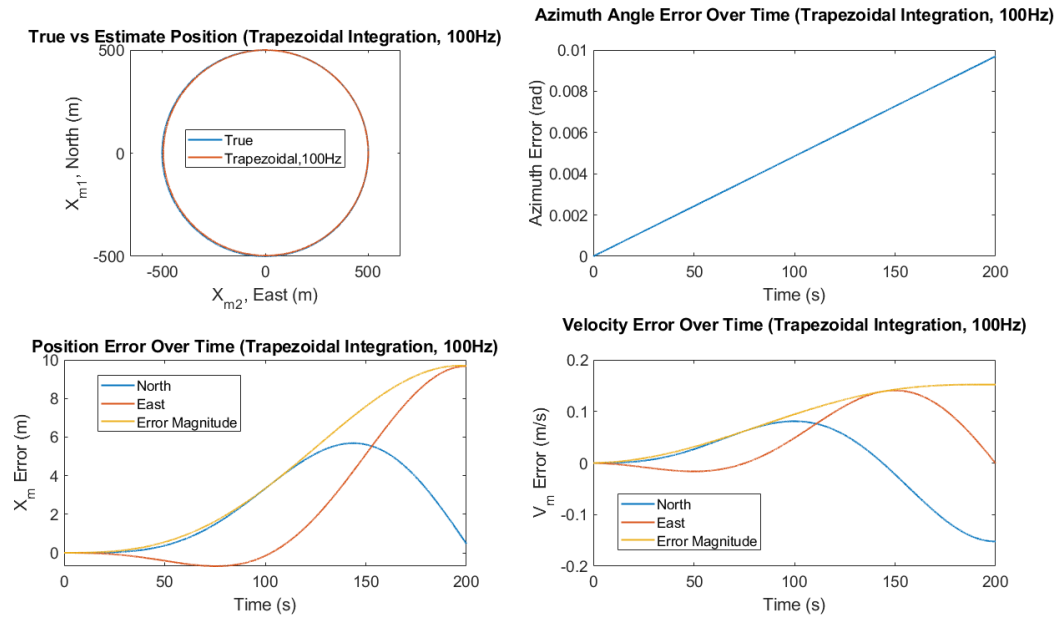 True vs Estimate Position (Trapezoidal Integration, 100Hz)
500
0
-500
X_m1, North (m)
True
Trapezoidal,100Hz
-500
0
500
X_m2, East (m)
Azimuth Angle Error Over Time (Trapezoidal Integration, 100Hz)
0.01
0.008
0.006
0.004
0.002
0
Azimuth Error (rad)
0
50
100
150
200
Time (s)
Position Error Over Time (Trapezoidal Integration, 100Hz)
10
8
6
4
2
0
X_m Error (m)
North
East
Error Magnitude
0
50
100
150
200
Time (s)
Velocity Error Over Time (Trapezoidal Integration, 100Hz)
0.2
0.1
0
-0.1
-0.2
V_m Error (m/s)
North
East
Error Magnitude
0
50
100
150
200
Time (s)